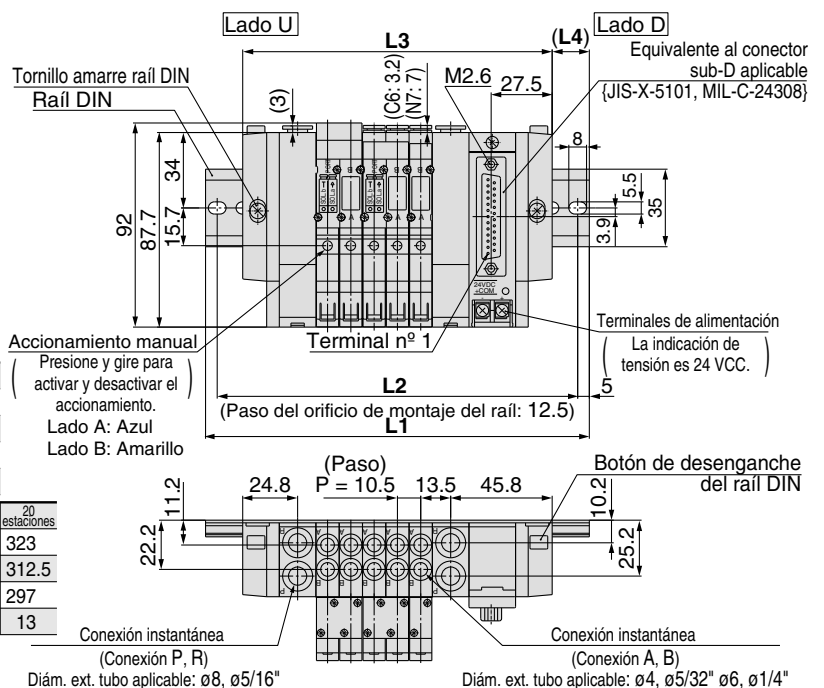 Lado U
Lado D
L3
(L4)
Equivalente al conector
sub-D aplicable
{JIS-X-5101, MIL-C-24308}
Tornillo amarre raíl DIN
Raíl DIN
(3)
(C6: 3.2)
(N7: 7)
M2.6
27.5
8
5.5
35
3.9
92
87.7
34
15.7
24VDC
+COM
Accionamiento manual
Presione y gire para
activar y desactivar el
accionamiento.
Lado A: Azul
Lado B: Amarillo
Terminal nº 1
Terminales de alimentación
La indicación de
tensión es 24 VCC.
L2
5
(Paso del orificio de montaje del raíl: 12.5)
L1
(Paso)
P = 10.5
24.8
13.5
45.8
Botón de desenganche
del raíl DIN
11.2
22.2
10.2
25.2
20
estaciones
323
312.5
297
13
Conexión instantánea
(Conexión P, R)
Diám. ext. tubo aplicable: ø8, ø5/16"
Conexión instantánea
(Conexión A, B)
Diám. ext. tubo aplicable: ø4, ø5/32" ø6, ø1/4"